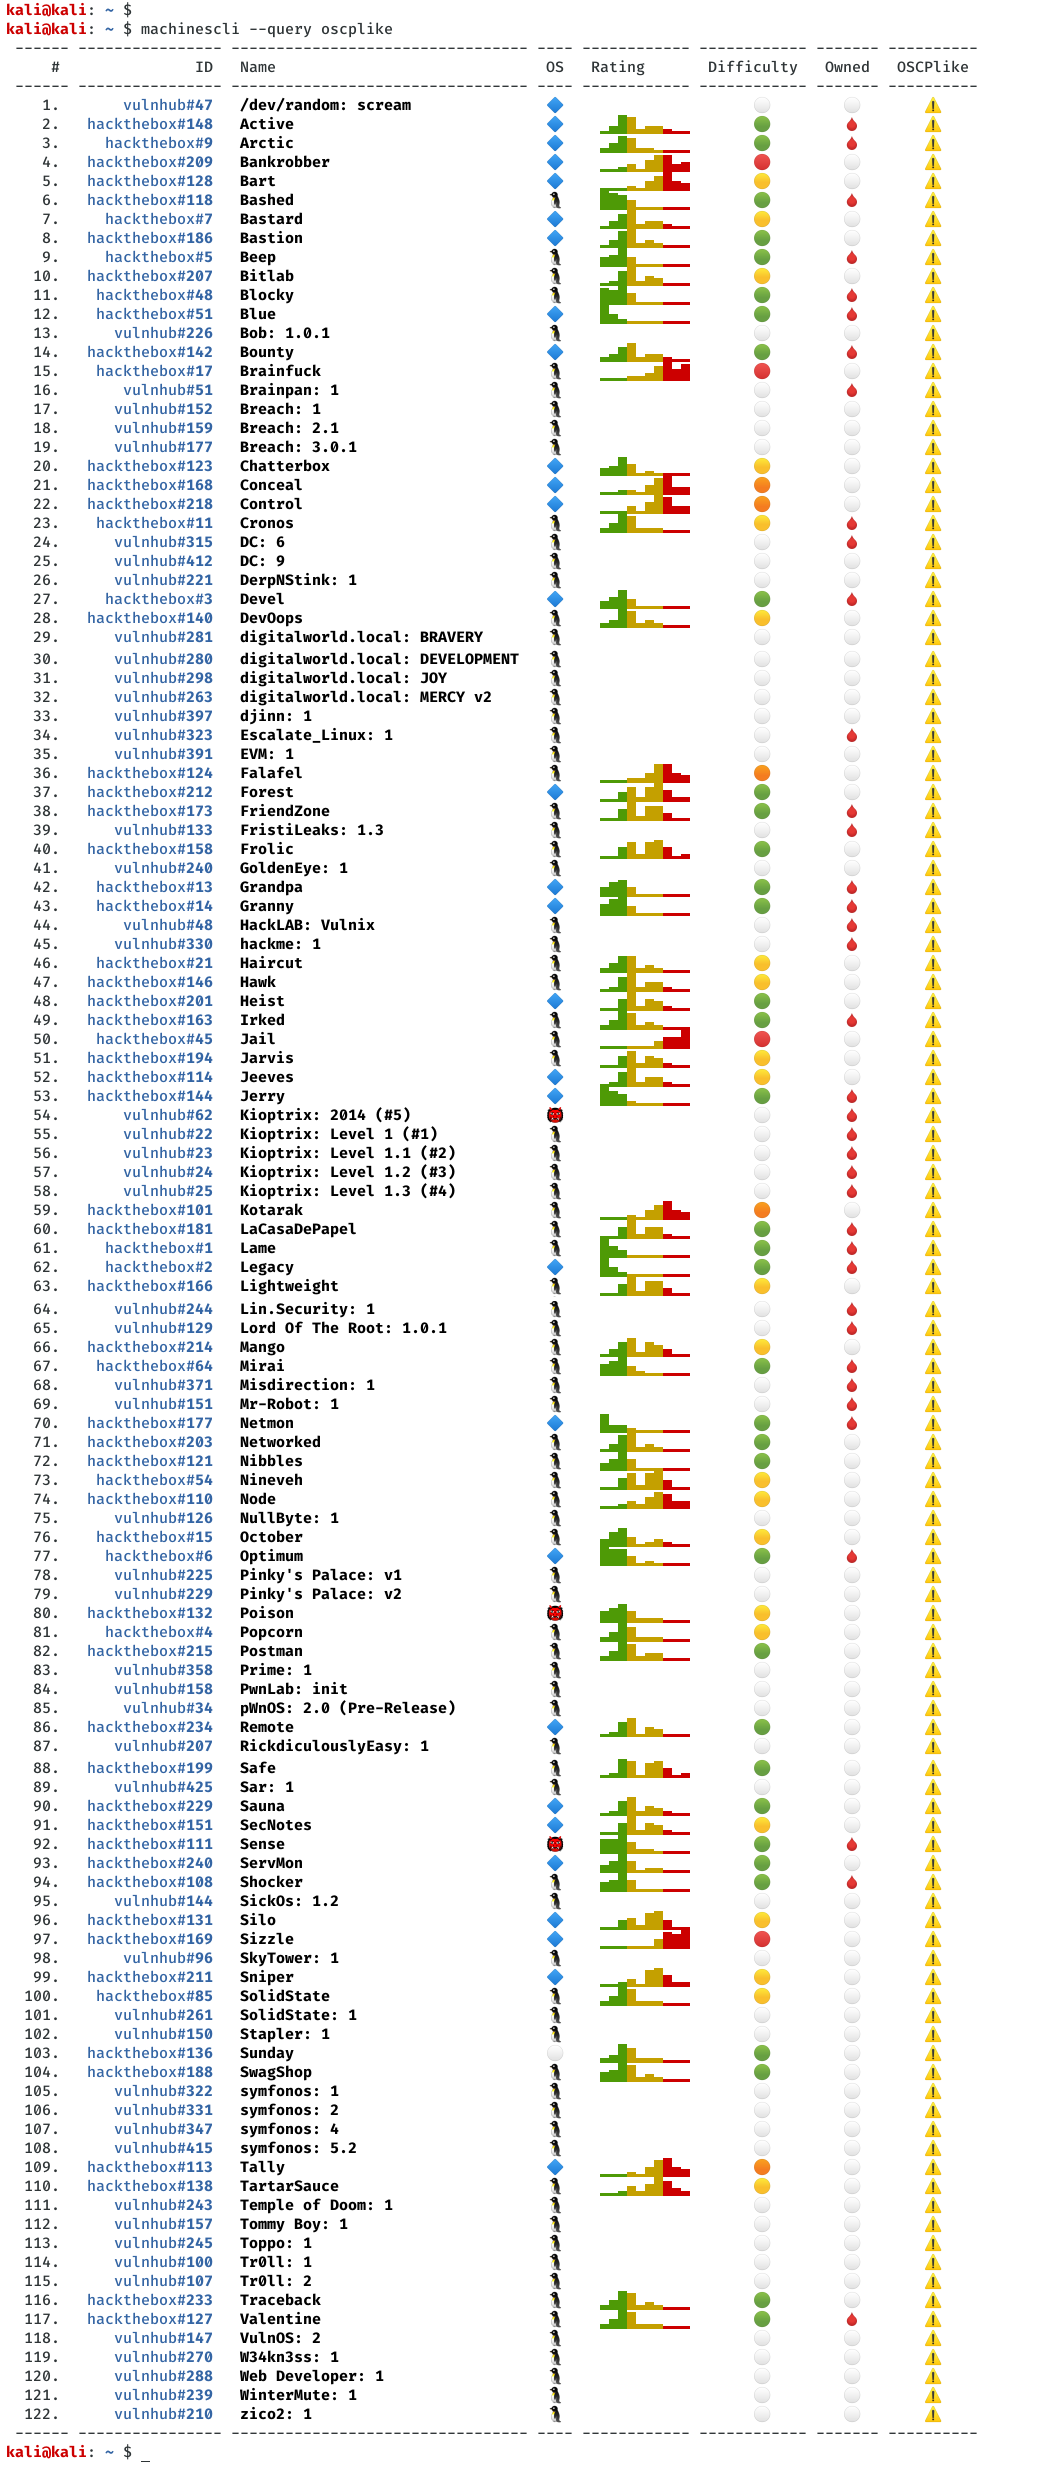 kali@kali: ~ $
kali@kali: ~ $ machinescli --query oscplike
------ ---------------- --------------------------------- ---- ------------ ------------ ------- ----------
# ID Name OS Rating Difficulty Owned OSCPlike
------ ---------------- --------------------------------- ---- ------------ ------------ ------- ----------
1. vulnhub#47 /dev/random: scream
2. hackthebox#148 Active
3. hackthebox#9 Arctic
4. hackthebox#209 Bankrobber
5. hackthebox#128 Bart
6. hackthebox#118 Bashed
7. hackthebox#7 Bastard
8. hackthebox#186 Bastion
9. hackthebox#5 Beep
10. hackthebox#207 Bitlab
11. hackthebox#48 Blocky
12. hackthebox#51 Blue
13. vulnhub#226 Bob: 1.0.1
14. hackthebox#142 Bounty
15. hackthebox#17 Brainfuck
16. vulnhub#51 Brainpan: 1
17. vulnhub#152 Breach: 1
18. vulnhub#159 Breach: 2.1
19. vulnhub#177 Breach: 3.0.1
20. hackthebox#123 Chatterbox
21. hackthebox#168 Conceal
22. hackthebox#218 Control
23. hackthebox#11 Cronos
24. vulnhub#315 DC: 6
25. vulnhub#412 DC: 9
26. vulnhub#221 DerpNStink: 1
27. hackthebox#3 Devel
28. hackthebox#140 DevOops
29. vulnhub#281 digitalworld.local: BRAVERY
30. vulnhub#280 digitalworld.local: DEVELOPMENT
31. vulnhub#298 digitalworld.local: JOY
32. vulnhub#263 digitalworld.local: MERCY v2
33. vulnhub#397 djinn: 1
34. vulnhub#323 Escalate_Linux: 1
35. vulnhub#391 EVM: 1
36. hackthebox#124 Falafel
37. hackthebox#212 Forest
38. hackthebox#173 FriendZone
39. vulnhub#133 FristiLeaks: 1.3
40. hackthebox#158 Frolic
41. vulnhub#240 GoldenEye: 1
42. hackthebox#13 Grandpa
43. hackthebox#14 Granny
44. vulnhub#48 HackLAB: Vulnix
45. vulnhub#330 hackme: 1
46. hackthebox#21 Haircut
47. hackthebox#146 Hawk
48. hackthebox#201 Heist
49. hackthebox#163 Irked
50. hackthebox#45 Jail
51. hackthebox#194 Jarvis
52. hackthebox#114 Jeeves
53. hackthebox#144 Jerry
54. vulnhub#62 Kioptrix: 2014 (#5)
55. vulnhub#22 Kioptrix: Level 1 (#1)
56. vulnhub#23 Kioptrix: Level 1.1 (#2)
57. vulnhub#24 Kioptrix: Level 1.2 (#3)
58. vulnhub#25 Kioptrix: Level 1.3 (#4)
59. hackthebox#101 Kotarak
60. hackthebox#181 LaCasaDePapel
61. hackthebox#1 Lame
62. hackthebox#2 Legacy
63. hackthebox#166 Lightweight
64. vulnhub#244 Lin.Security: 1
65. vulnhub#129 Lord Of The Root: 1.0.1
66. hackthebox#214 Mango
67. hackthebox#64 Mirai
68. vulnhub#371 Misdirection: 1
69. vulnhub#151 Mr-Robot: 1
70. hackthebox#177 Netmon
71. hackthebox#203 Networked
72. hackthebox#121 Nibbles
73. hackthebox#54 Nineveh
74. hackthebox#110 Node
75. vulnhub#126 NullByte: 1
76. hackthebox#15 October
77. hackthebox#6 Optimum
78. vulnhub#225 Pinky's Palace: v1
79. vulnhub#229 Pinky's Palace: v2
80. hackthebox#132 Poison
81. hackthebox#4 Popcorn
82. hackthebox#215 Postman
83. vulnhub#358 Prime: 1
84. vulnhub#158 PwnLab: init
85. vulnhub#34 pWnOS: 2.0 (Pre-Release)
86. hackthebox#234 Remote
87. vulnhub#207 RickdiculouslyEasy: 1
88. hackthebox#199 Safe
89. vulnhub#425 Sar: 1
90. hackthebox#229 Sauna
91. hackthebox#151 SecNotes
92. hackthebox#111 Sense
93. hackthebox#240 ServMon
94. hackthebox#108 Shocker
95. vulnhub#144 SickOs: 1.2
96. hackthebox#131 Silo
97. hackthebox#169 Sizzle
98. vulnhub#96 SkyTower: 1
99. hackthebox#211 Sniper
100. hackthebox#85 SolidState
101. vulnhub#261 SolidState: 1
102. vulnhub#150 Stapler: 1
103. hackthebox#136 Sunday
104. hackthebox#188 SwagShop
105. vulnhub#322 symfonos: 1
106. vulnhub#331 symfonos: 2
107. vulnhub#347 symfonos: 4
108. vulnhub#415 symfonos: 5.2
109. hackthebox#113 Tally
110. hackthebox#138 TartarSauce
111. vulnhub#243 Temple of Doom: 1
112. vulnhub#157 Tommy Boy: 1
113. vulnhub#245 Toppo: 1
114. vulnhub#100 Tr0ll: 1
115. vulnhub#107 Tr0ll: 2
116. hackthebox#233 Traceback
117. hackthebox#127 Valentine
118. vulnhub#147 VulnOS: 2
119. vulnhub#270 W34kn3ss: 1
120. vulnhub#288 Web Developer: 1
121. vulnhub#239 WinterMute: 1
122. vulnhub#210 zico2: 1
------ ---------------- --------------------------------- ---- ------------ ------------ ------- ----------
kali@kali: ~ $ _